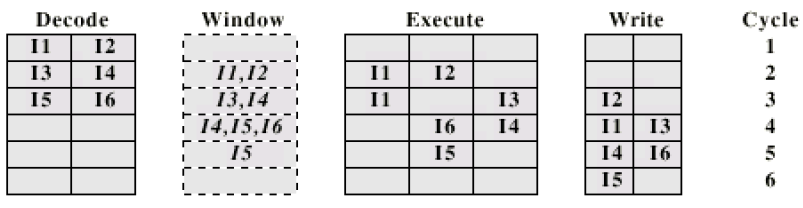 Decode Window Execute Write Cycle
I1 I2 1
I3 I4 I1,I2 I1 I2 2
I5 I6 I3,I4 I1 I3 I2 3
I4,I5,I6 I6 I4 I1 I3 4
I5 I5 I4 I6 5
I5 6